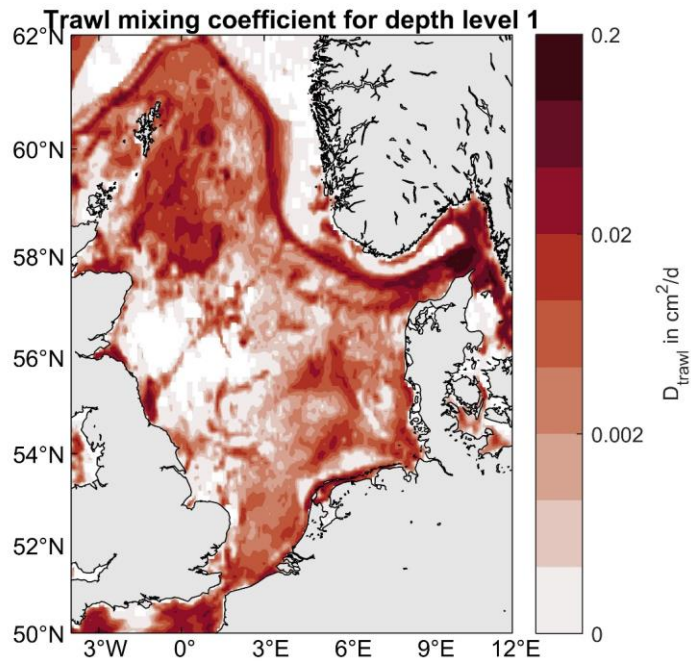 Trawl mixing coefficient for depth level 1
62°N
60°N
58°N
56°N
54°N
52°N
50°N
3°W 0° 3°E 6°E 9°E 12°E
0.2
0.02
0.002
0
D_trawl in cm²/d